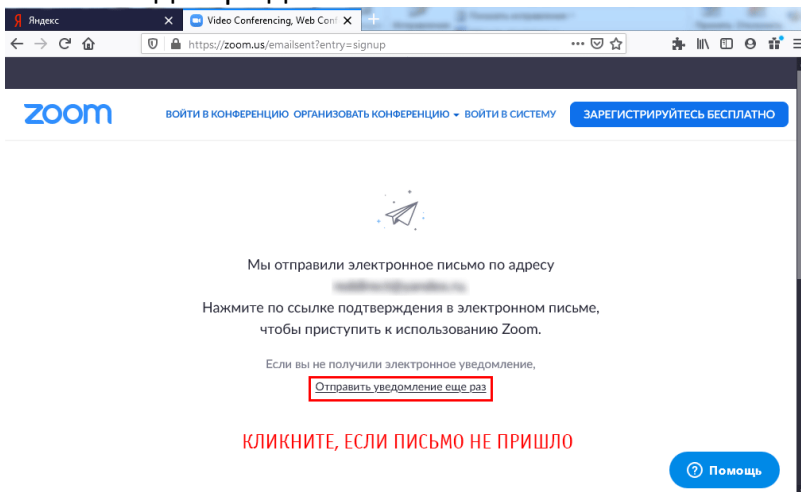 Яндекс
Video Conferencing, Web Conf
https://zoom.us/emailsent?entry=signup
zoom
ВОЙТИ В КОНФЕРЕНЦИЮ ОРГАНИЗОВАТЬ КОНФЕРЕНЦИЮ ВОЙТИ В СИСТЕМУ ЗАРЕГИСТРИРУЙТЕСЬ БЕСПЛАТНО
Мы отправили электронное письмо по адресу
Нажмите по ссылке подтверждения в электронном письме,
чтобы приступить к использованию Zoom.
Если вы не получили электронное уведомление,
Отправить уведомление еще раз
КЛИКНИТЕ, ЕСЛИ ПИСЬМО НЕ ПРИШЛО
Помощь